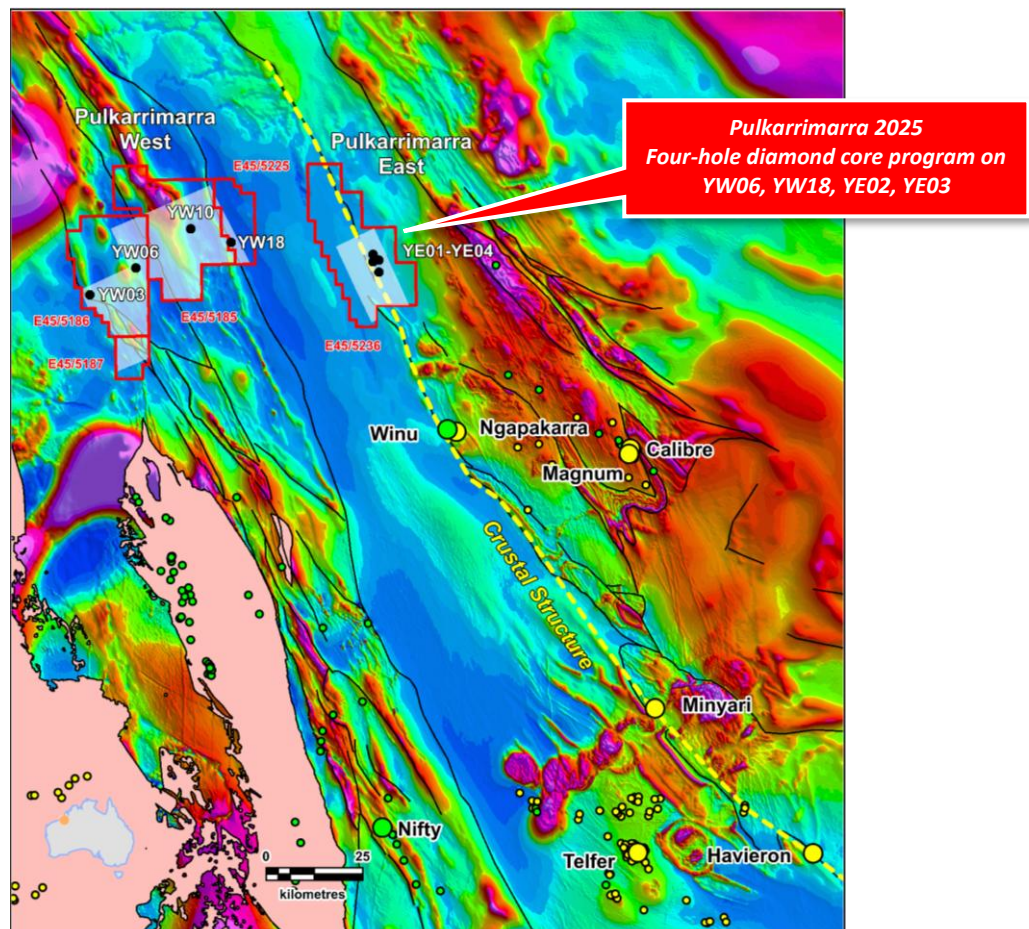 Pulkarrimarra
West
E45/5225
Pulkarrimarra
East
Pulkarrimarra 2025
Four-hole diamond core program on
YW06, YW18, YE02, YE03
YW10
YW18
YE01-YE04
YW06
YW03
E45/5186
E45/5185
E45/5236
E45/5187
Winu
Ngapakarra
Calibre
Magnum
Crustal Structure
Minyari
Nifty
Telfer
Havieron
0 25
kilometres